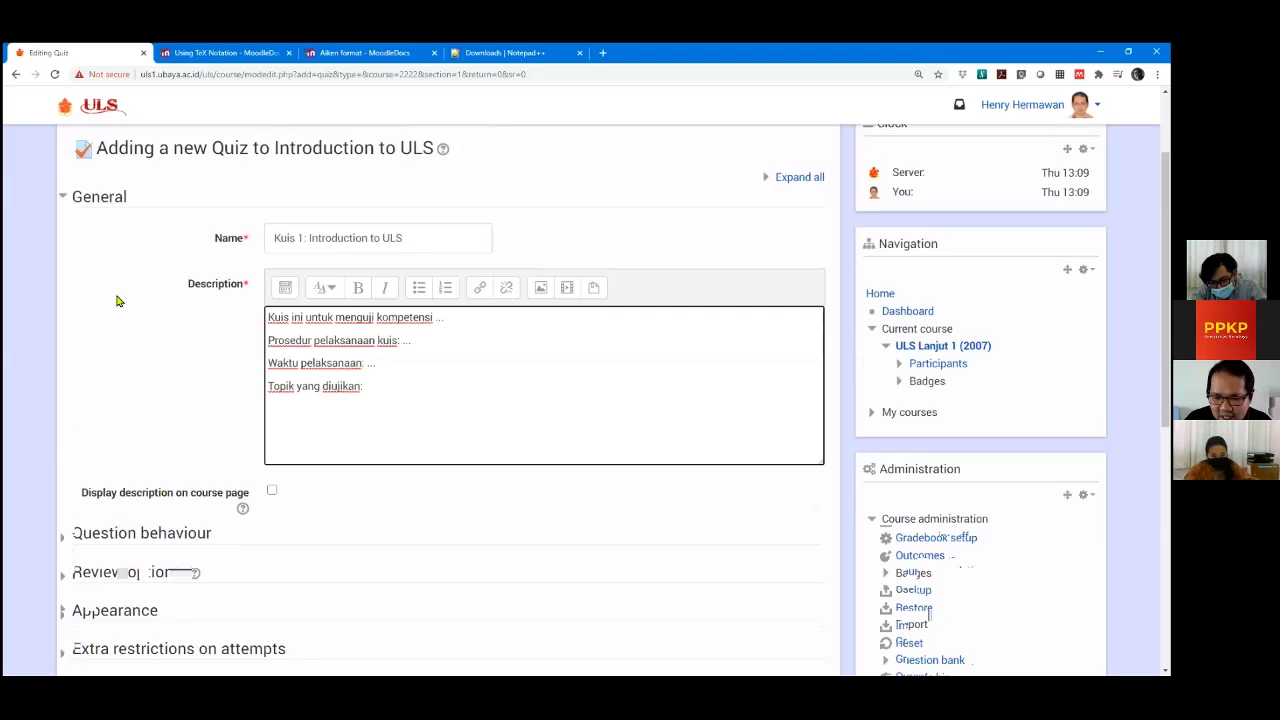 Editing Quiz
Using TeX Notation - MoodleDo
Aiken format - MoodleDocs
Downloads | Notepad++
Not secure
uls1.ubaya.ac.id/uls/course/modedit.php?add=quiz&type=&course=2222&section=1&return=0&sr=0
ULS
Henry Hermawan
Adding a new Quiz to Introduction to ULS
Expand all
General
Name*
Kuis 1: Introduction to ULS
Description*
Kuis ini untuk menguji kompetensi ...
Prosedur pelaksanaan kuis: ...
Waktu pelaksanaan: ...
Topik yang diujikan:
Display description on course page
Question behaviour
Appearance
Extra restrictions on attempts
Clock
Server:
Thu 13:09
You:
Thu 13:09
Navigation
Home
Dashboard
Current course
ULS Lanjut 1 (2007)
Participants
Badges
My courses
Administration
Course administration
Gradebook setup
Outcomes
Badges
Backup
Restore
Import
Reset
Question bank
PPKP